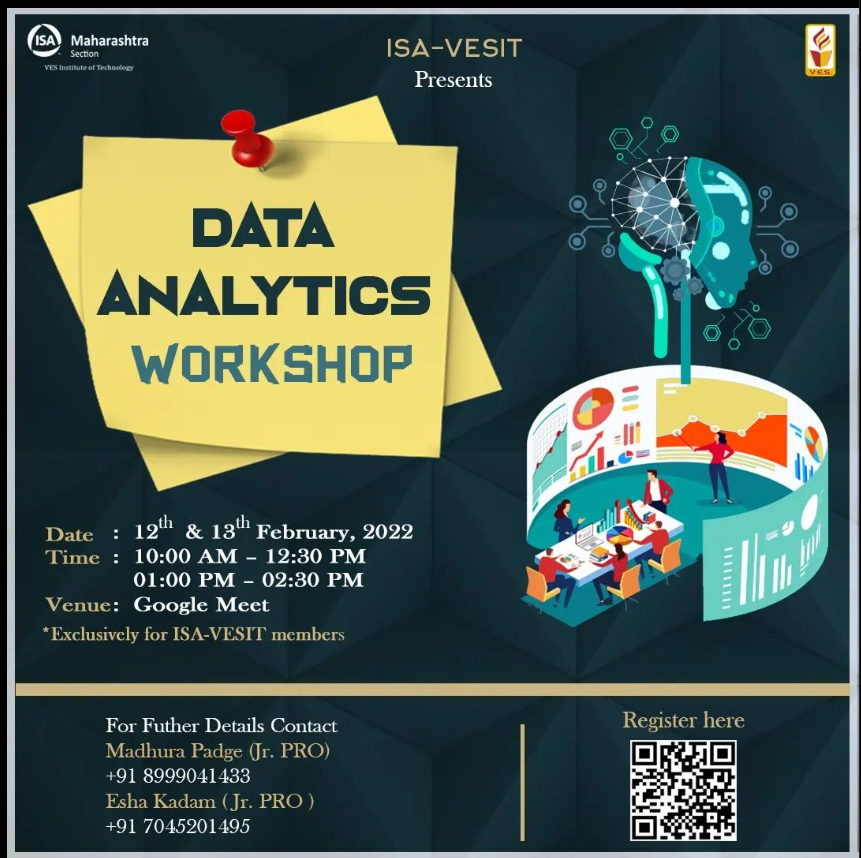 ISA
Maharashtra
Section
VES Institute of Technology
ISA-VESIT
Presents
V.E.S.
DATA
ANALYTICS
WORKSHOP
Date : 12th & 13th February, 2022
Time : 10:00 AM – 12:30 PM
01:00 PM – 02:30 PM
Venue: Google Meet
*Exclusively for ISA-VESIT members
For Futher Details Contact
Madhura Padge (Jr. PRO)
+91 8999041433
Esha Kadam ( Jr. PRO )
+91 7045201495
Register here